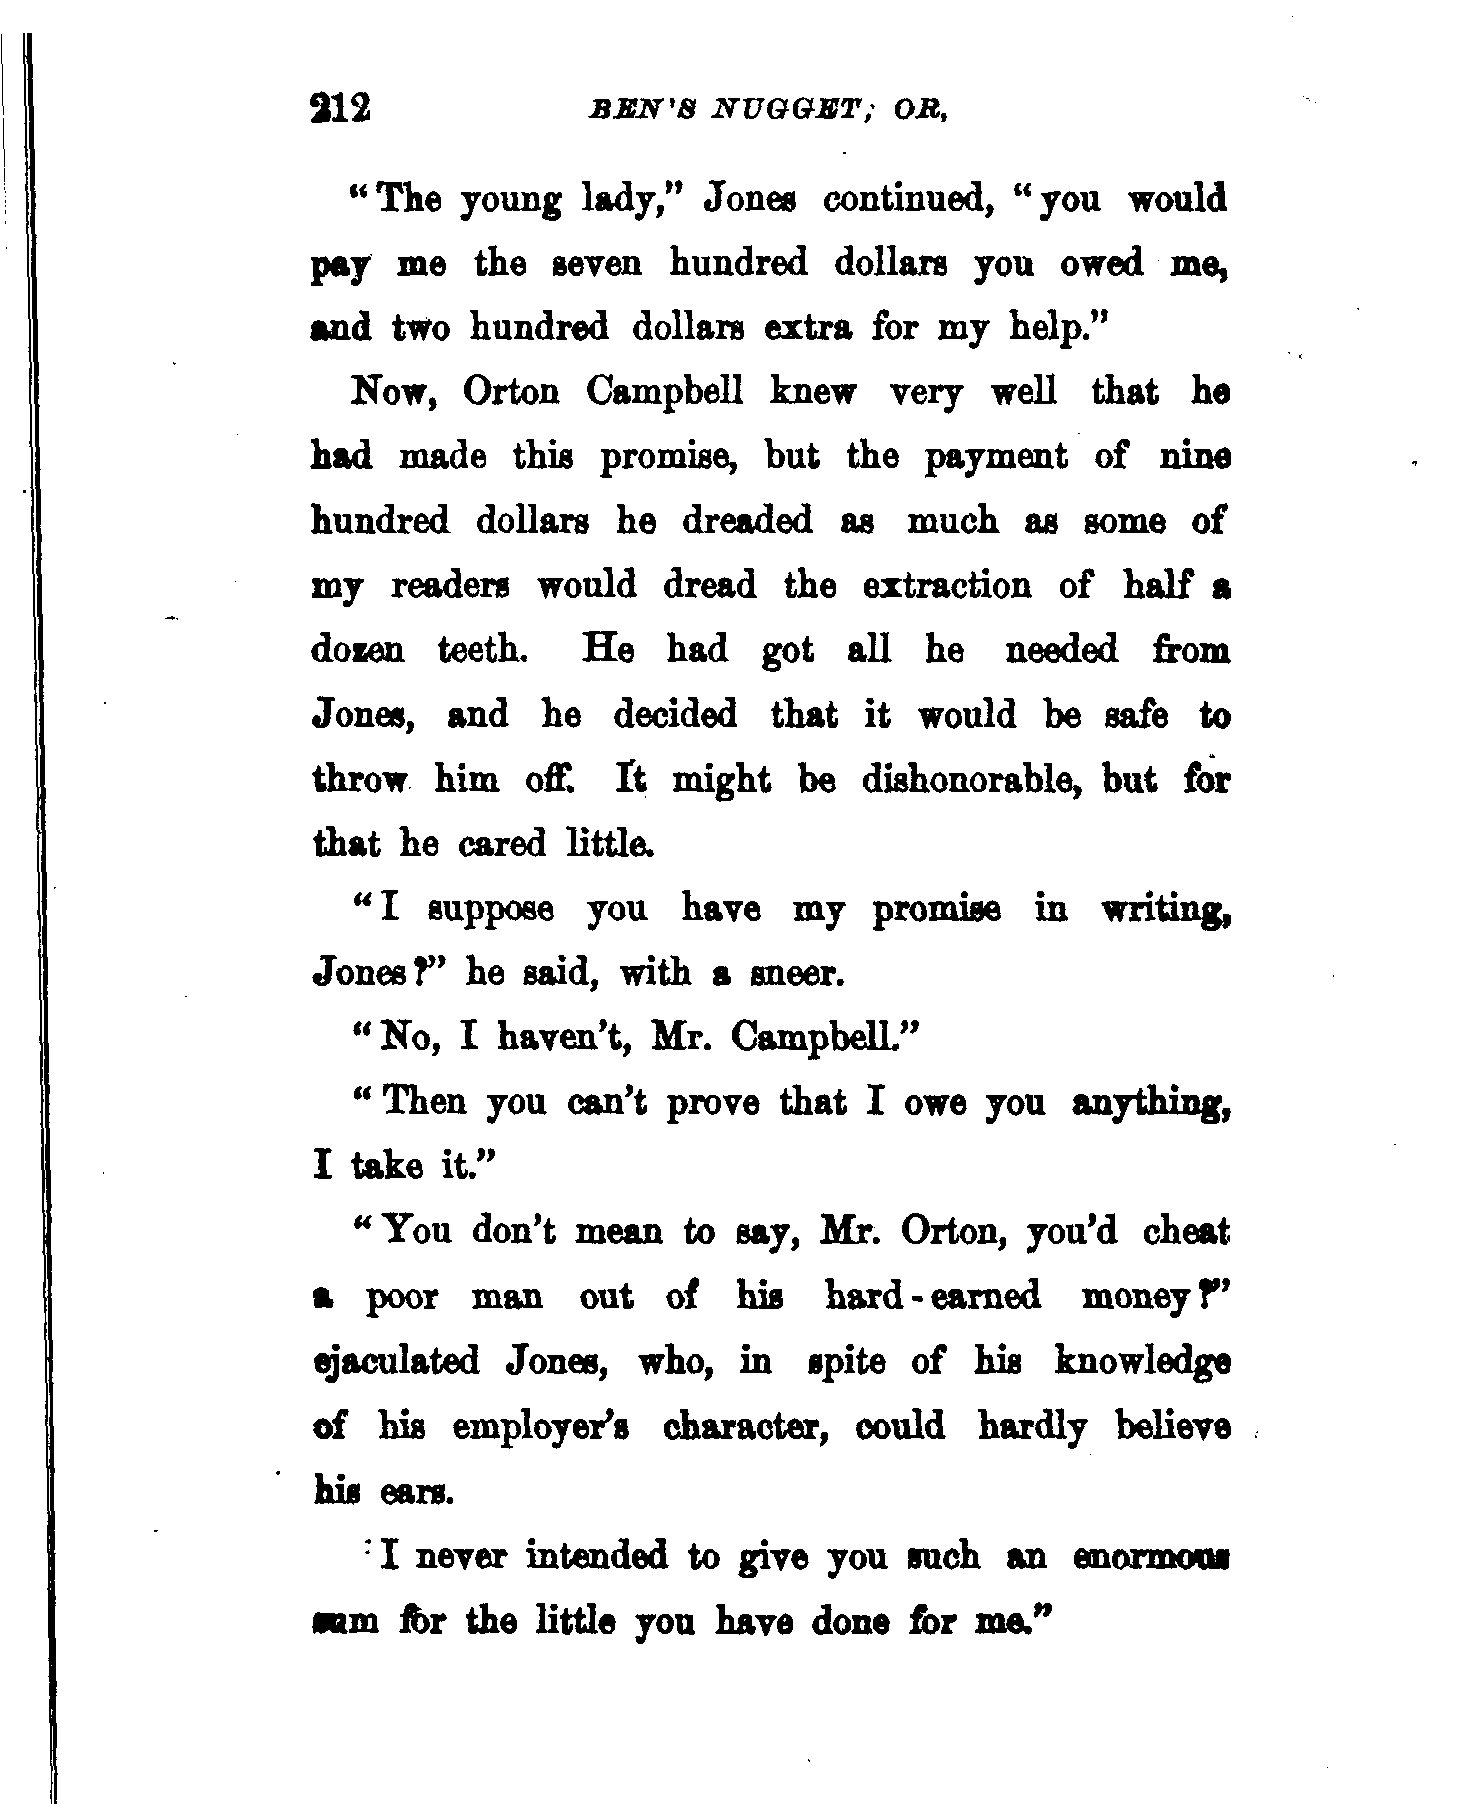 212 BEN'S NUGGET; OR,
"The young lady," Jones continued, "you would
pay me the seven hundred dollars you owed me,
and two hundred dollars extra for my help."
Now, Orton Campbell knew very well that he
had made this promise, but the payment of nine
hundred dollars he dreaded as much as some of
my readers would dread the extraction of half a
dozen teeth. He had got all he needed from
Jones, and he decided that it would be safe to
throw him off. It might be dishonorable, but for
that he cared little.
"I suppose you have my promise in writing,
Jones?" he said, with a sneer.
"No, I haven't, Mr. Campbell."
"Then you can't prove that I owe you anything,
I take it."
"You don't mean to say, Mr. Orton, you'd cheat
a poor man out of his hard-earned money?"
ejaculated Jones, who, in spite of his knowledge
of his employer's character, could hardly believe
his ears.
I never intended to give you such an enormous
sum for the little you have done for me."